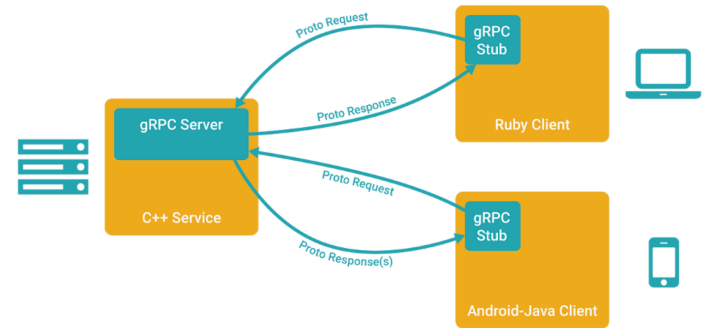 Proto Request
gRPC
Stub
Ruby Client
Proto Response
gRPC Server
C++ Service
Proto Request
gRPC
Stub
Proto Response(s)
Android-Java Client